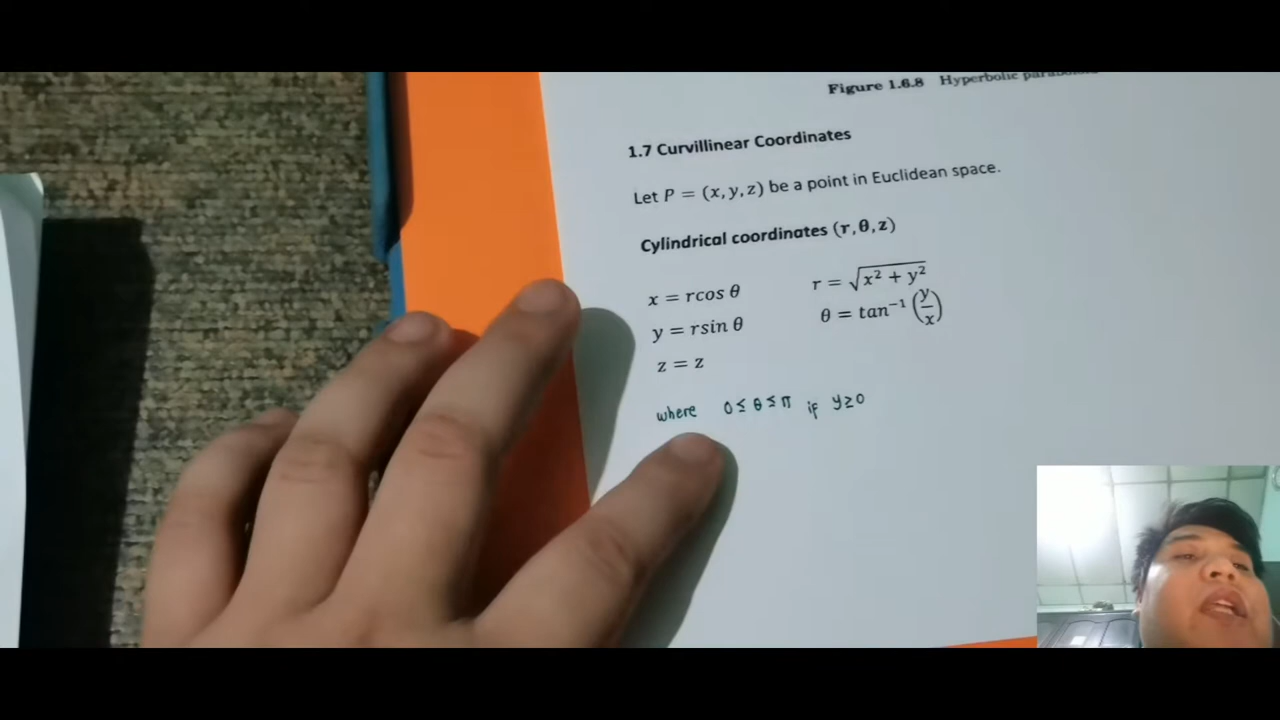 Figure 1.6.8 Hyperbolic
1.7 Curvillinear Coordinates
Let P = (x, y, z) be a point in Euclidean space.
Cylindrical coordinates (r, θ, z)
x = rcos θ r = √(x² + y²)
y = rsin θ θ = tan⁻¹ (y/x)
z = z
where 0 ≤ θ ≤ π if y ≥ 0